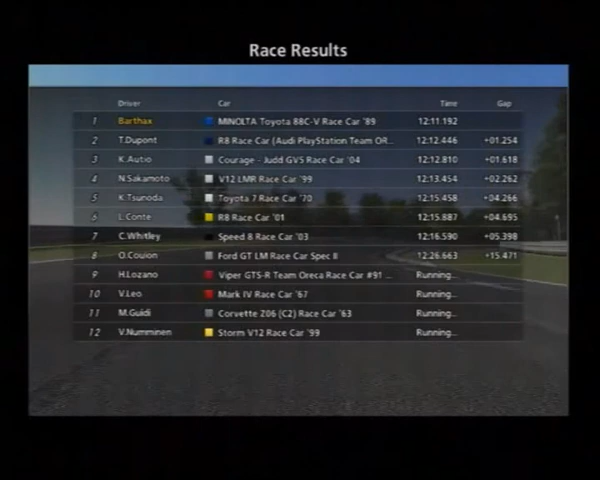 Race Results
Driver Car Time Gap
1 Barthax MINOLTA Toyota 88C-V Race Car '89 12:11.192
2 T.Dupont R8 Race Car (Audi PlayStation Team OR... 12:12.446 +01.254
3 K.Autio Courage - Judd GV5 Race Car '04 12:12.810 +01.618
4 N.Sakamoto V12 LMR Race Car '99 12:13.454 +02.262
5 K.Tsunoda Toyota 7 Race Car '70 12:15.458 +04.266
6 L.Conte R8 Race Car '01 12:15.887 +04.695
7 C.Whitley Speed 8 Race Car '03 12:16.590 +05.398
8 O.Coulon Ford GT LM Race Car Spec II 12:26.663 +15.471
9 H.Lozano Viper GTS-R Team Oreca Race Car #91 ... Running...
10 V.Leo Mark IV Race Car '67 Running...
11 M.Guidi Corvette Z06 (C2) Race Car '63 Running...
12 V.Numminen Storm V12 Race Car '99 Running...